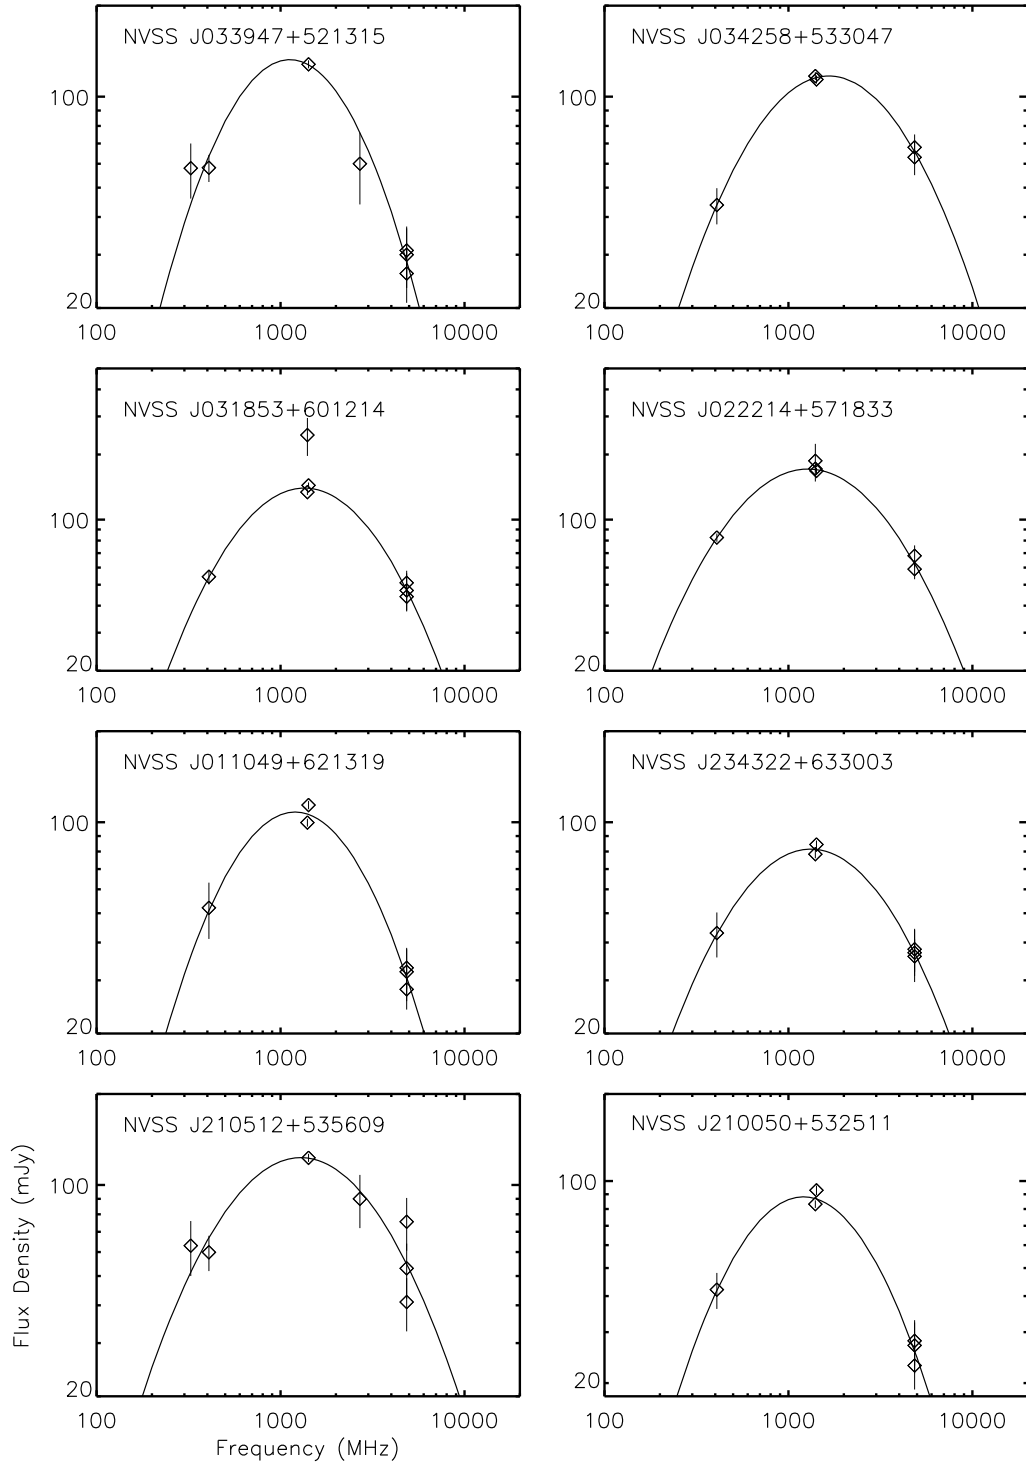 NVSS J033947+521315
100
20
100 1000 10000
NVSS J034258+533047
100
20
100 1000 10000
NVSS J031853+601214
100
20
100 1000 10000
NVSS J022214+571833
100
20
100 1000 10000
NVSS J011049+621319
100
20
100 1000 10000
NVSS J234322+633003
100
20
100 1000 10000
NVSS J210512+535609
100
20
100 1000 10000
Frequency (MHz)
Flux Density (mJy)
NVSS J210050+532511
100
20
100 1000 10000